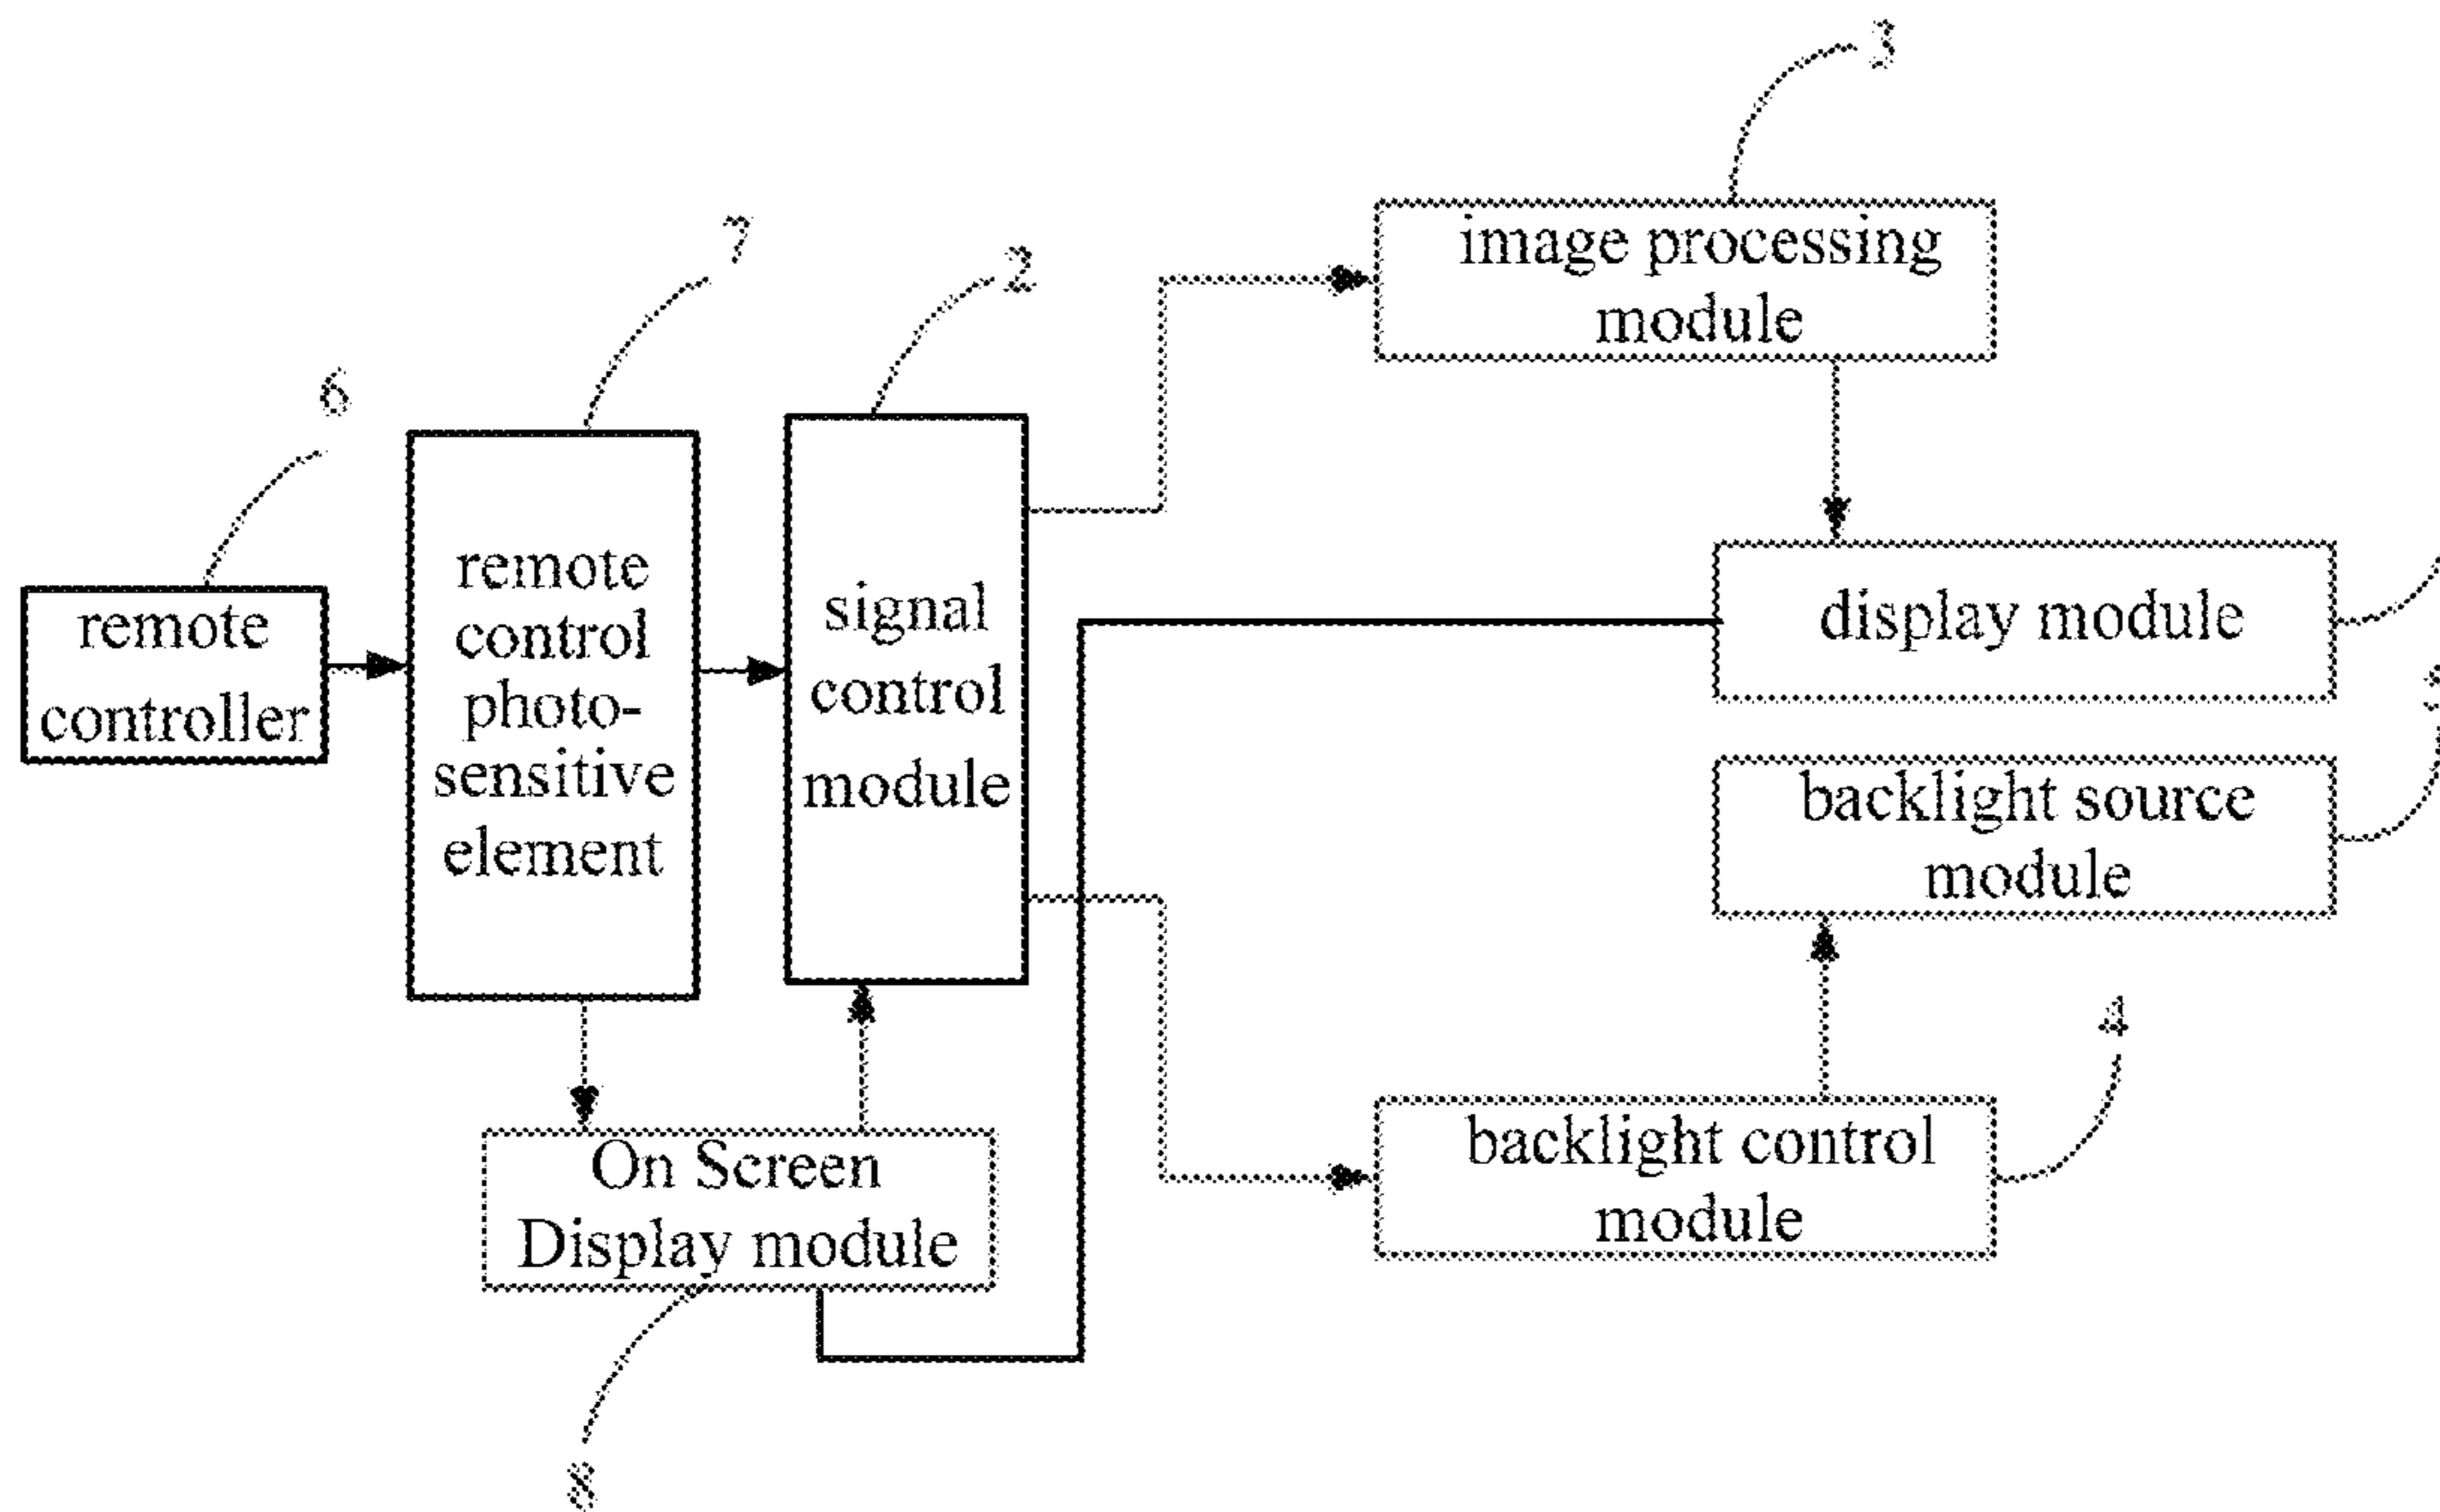 3
7
2
image processing
module
6
remote
control
photo-
sensitive
element
signal
control
module
remote
controller
display module
backlight source
module
4
On Screen
Display module
backlight control
module
8